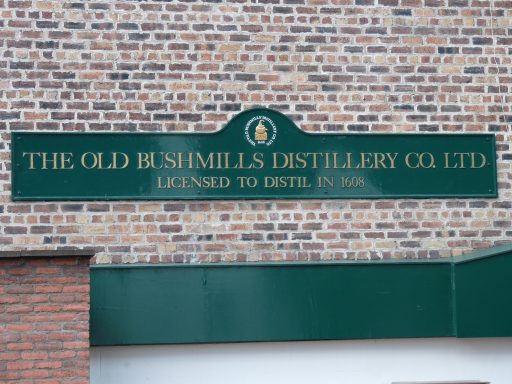 THE OLD BUSHMILLS DISTILLERY CO. LTD
LICENSED TO DISTIL IN 1608